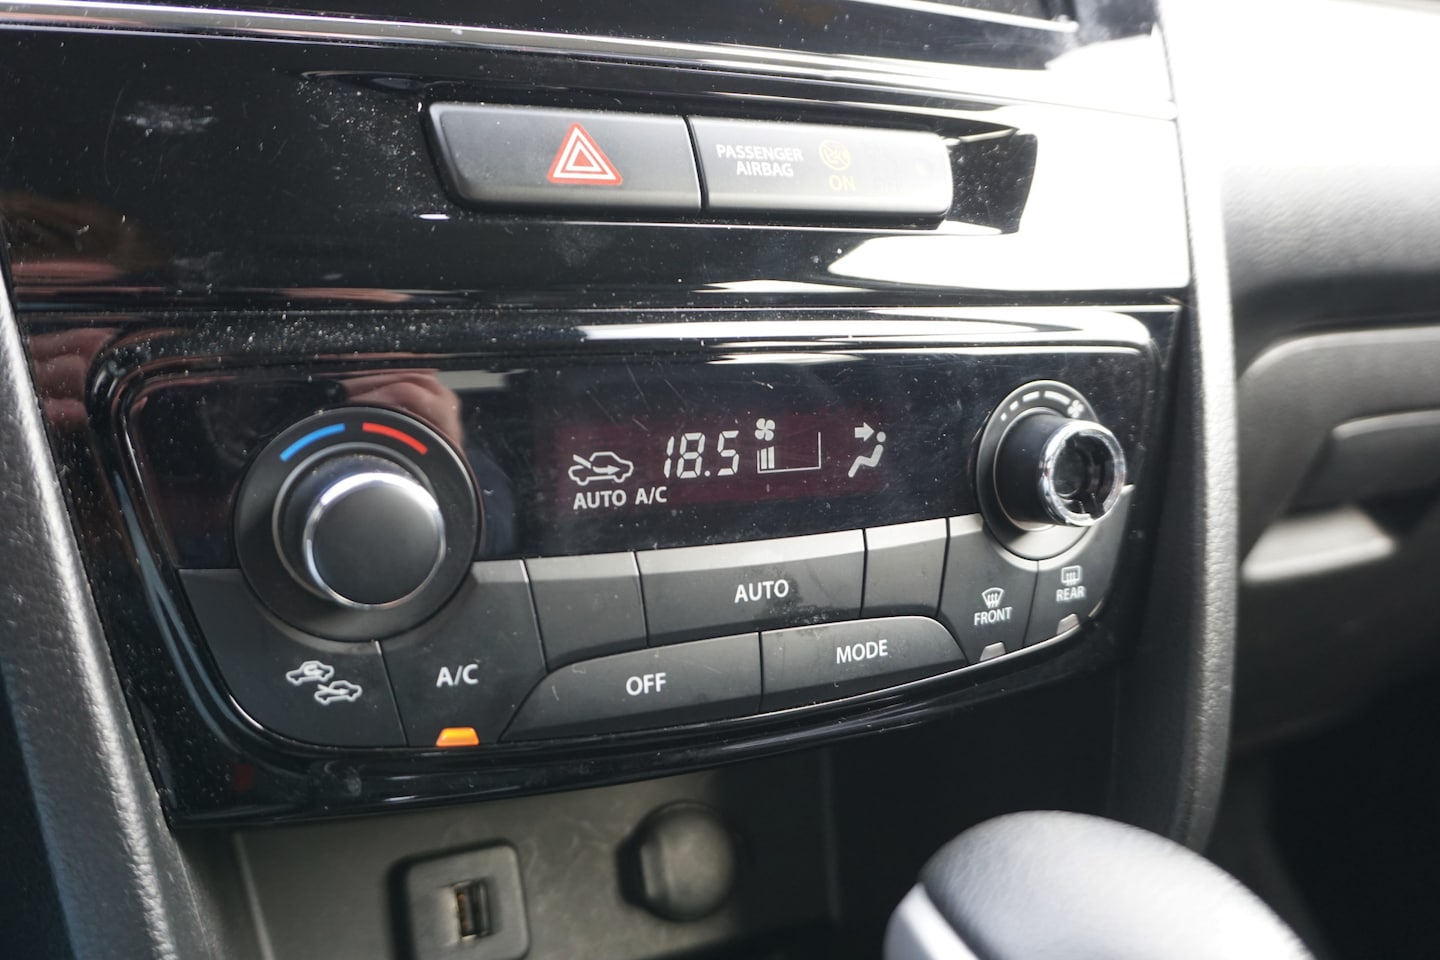 PASSENGER
AIRBAG
ON
18.5
AUTO A/C
AUTO
FRONT
REAR
A/C
OFF
MODE